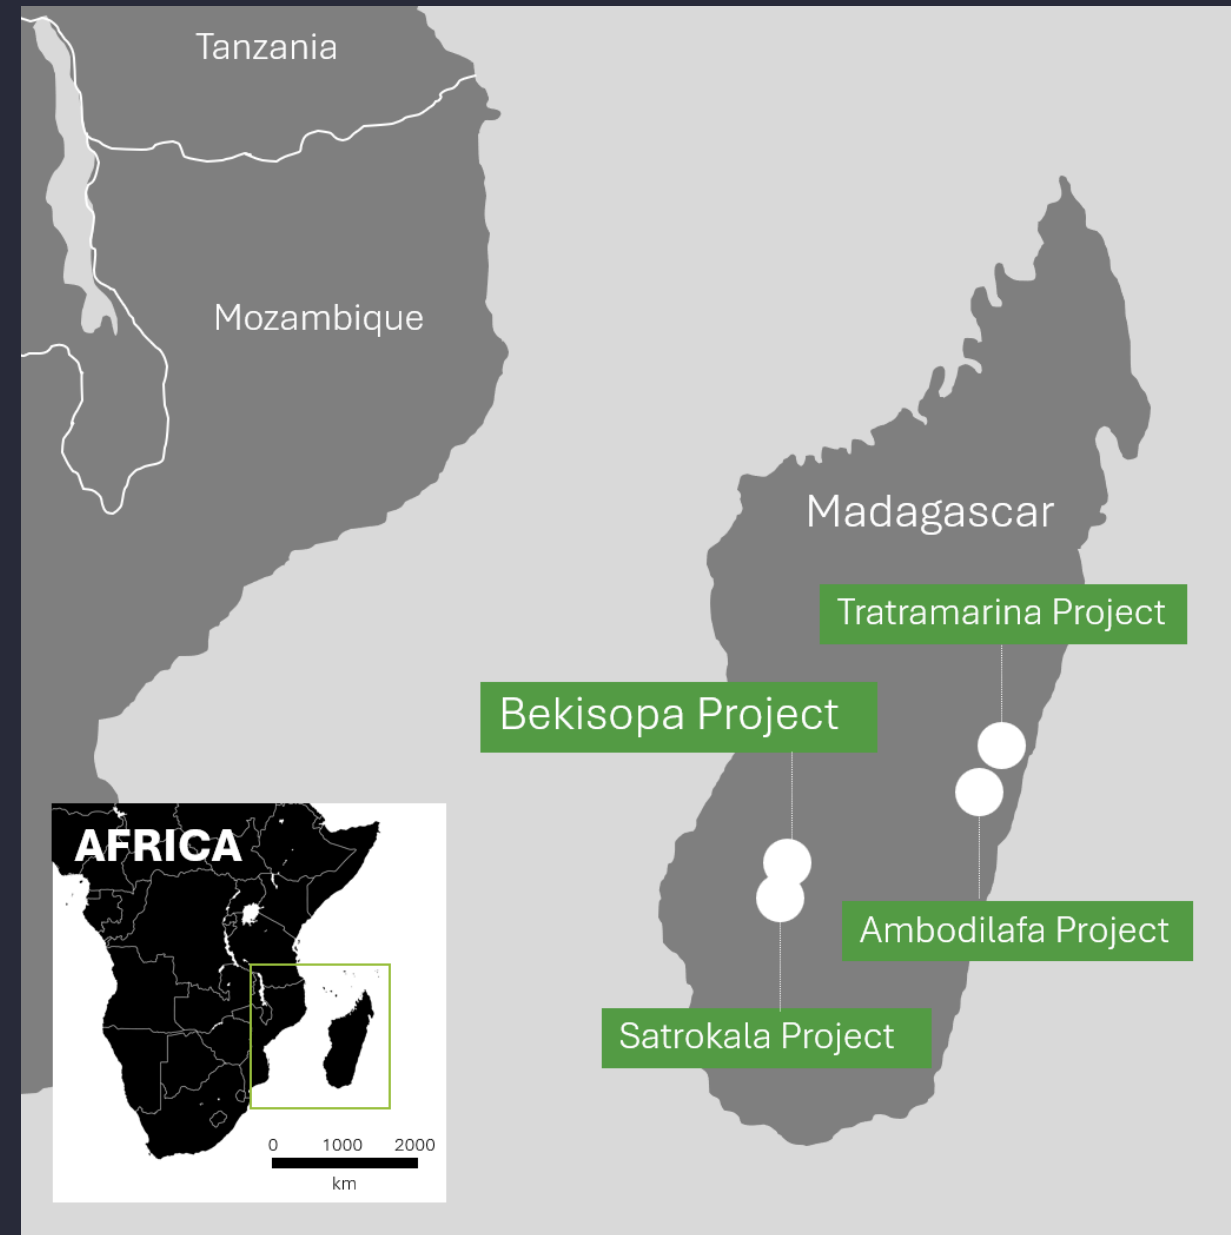 Tanzania
Mozambique
Madagascar
Tratramarina Project
Bekisopa Project
Ambodilafa Project
Satrokala Project
AFRICA
0 1000 2000
km